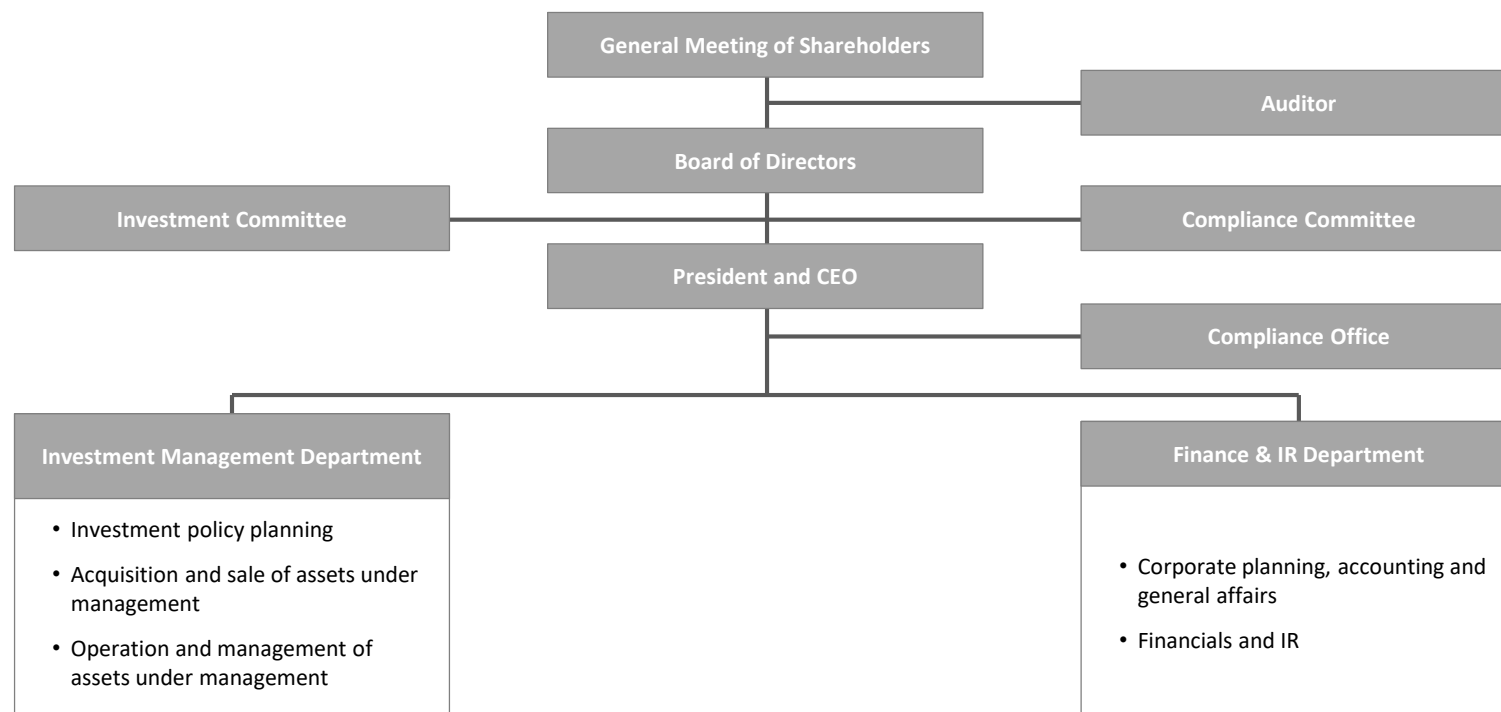 General Meeting of Shareholders
Auditor
Board of Directors
Investment Committee
Compliance Committee
President and CEO
Compliance Office
Investment Management Department
• Investment policy planning
• Acquisition and sale of assets under
management
• Operation and management of
assets under management
Finance & IR Department
• Corporate planning, accounting and
general affairs
• Financials and IR